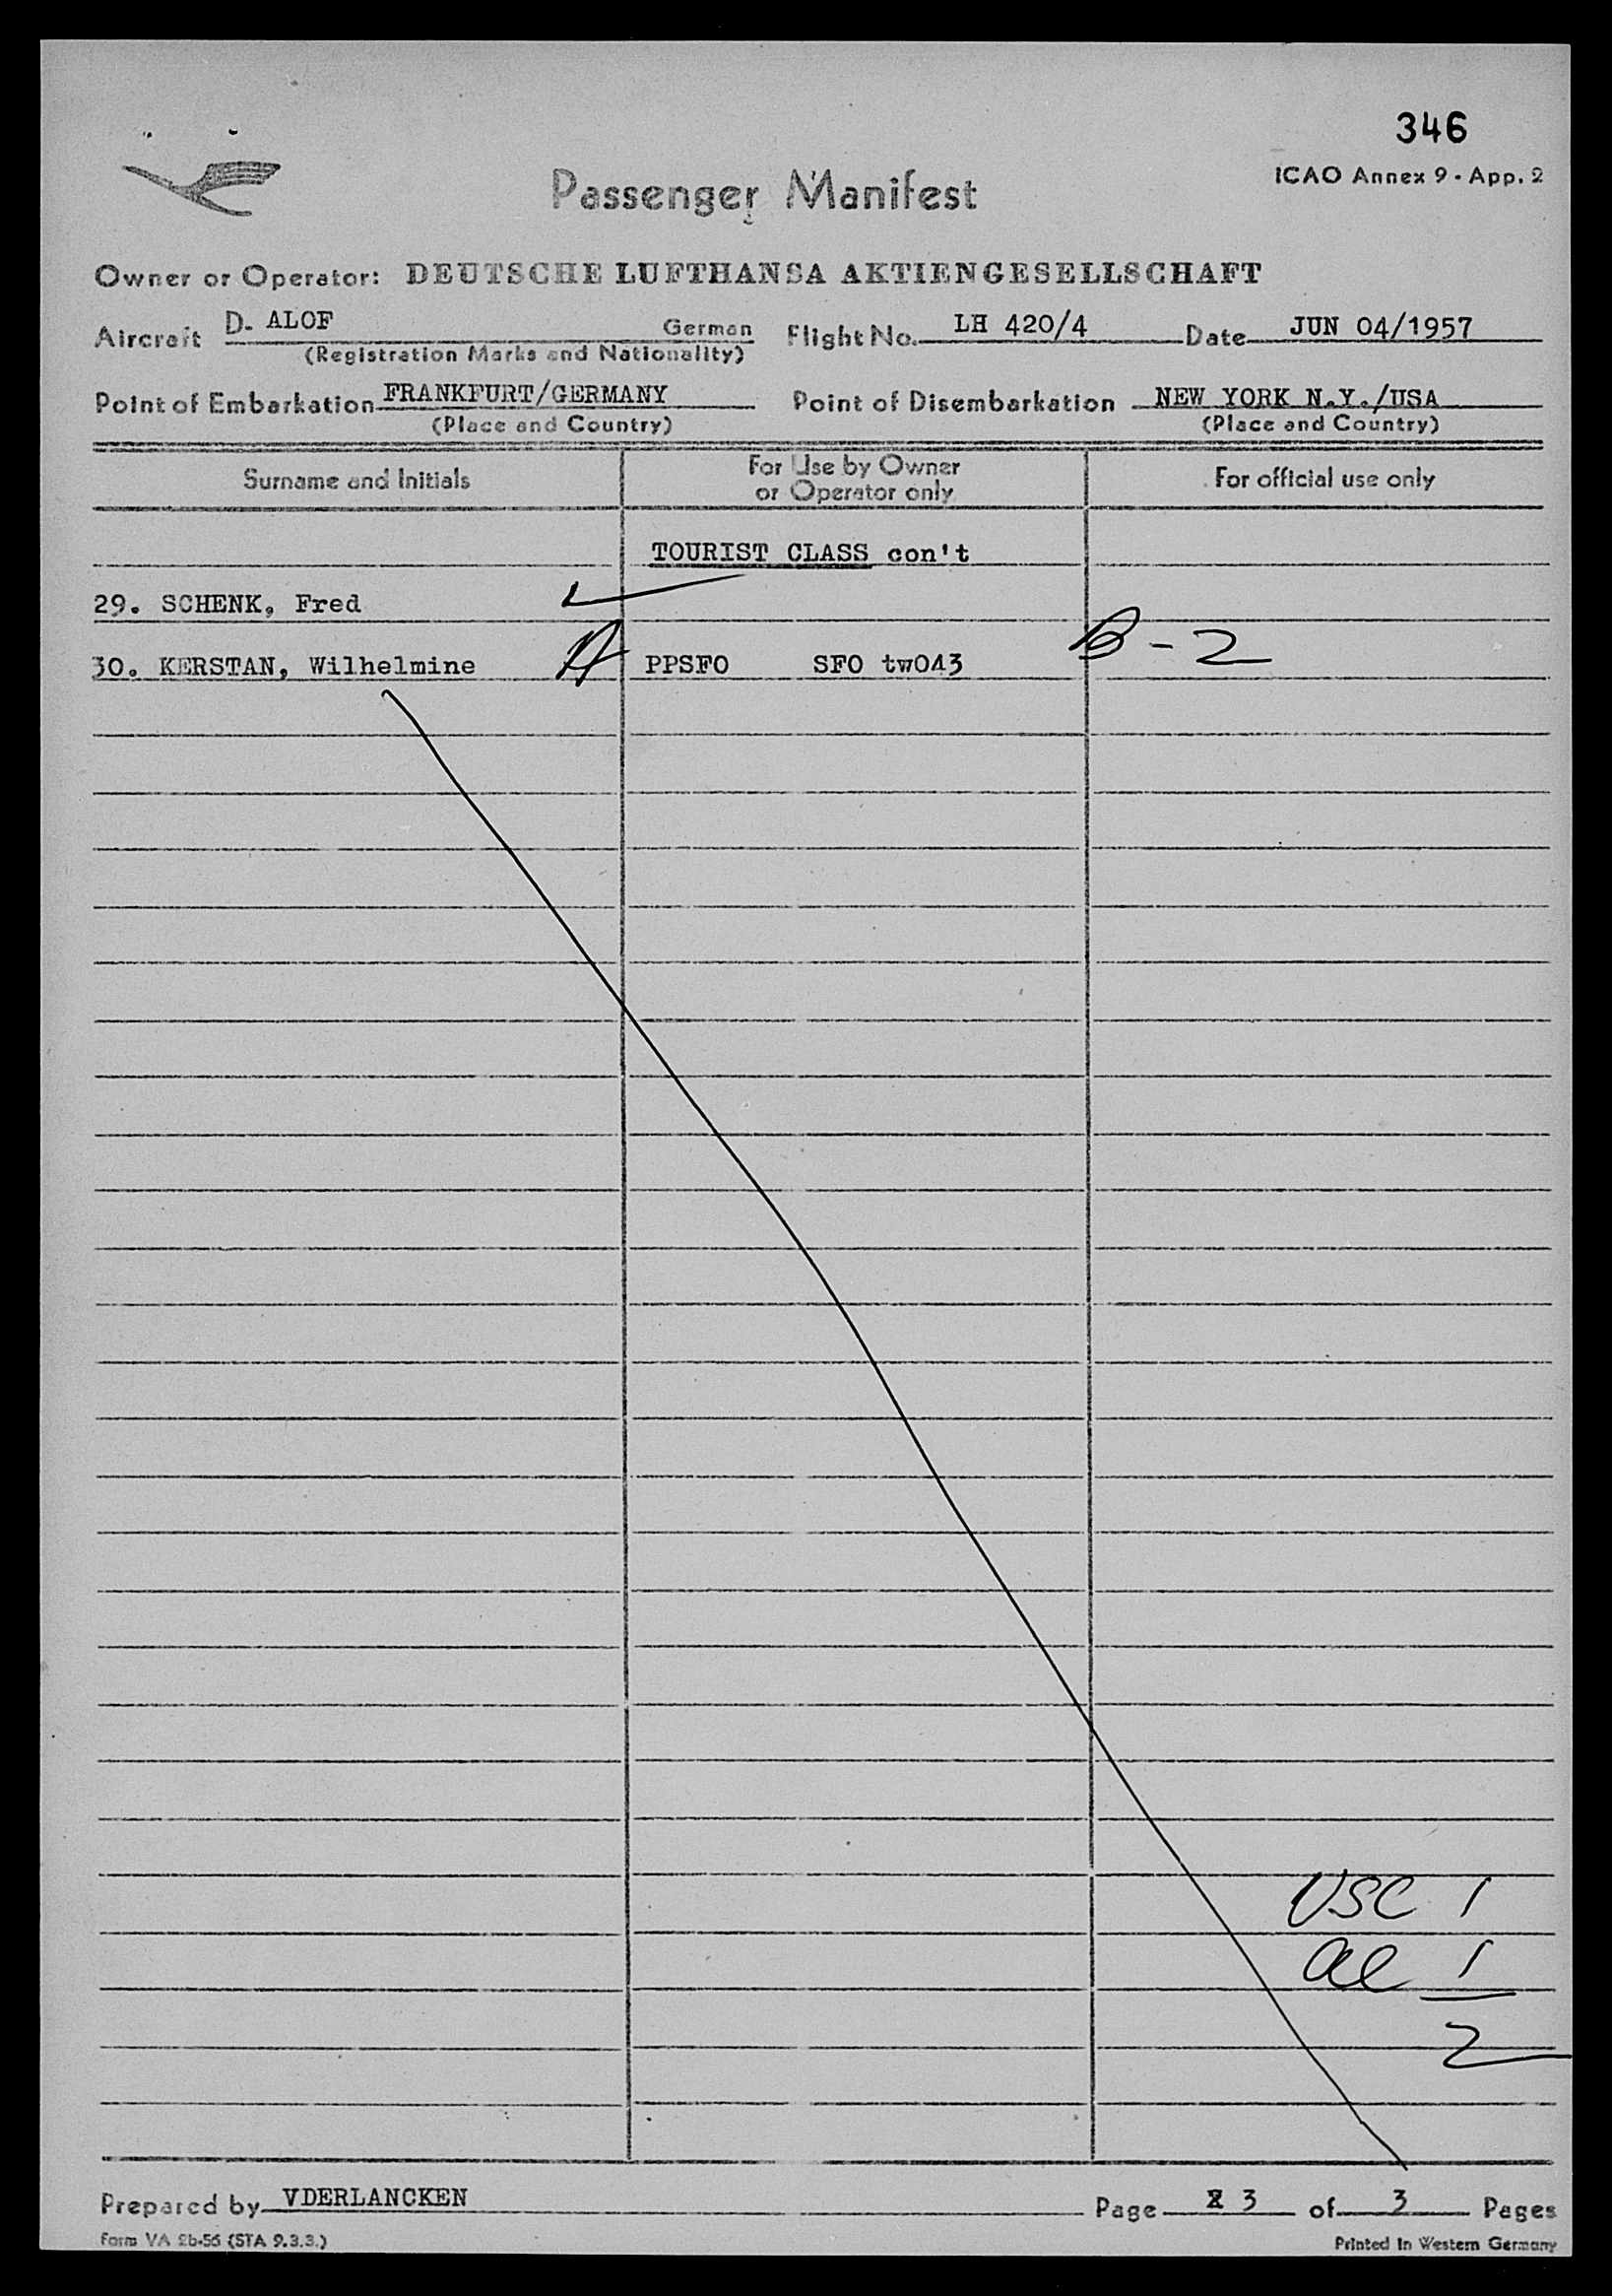 346
ICAO Annex 9 - App. 2
Passenger Manifest
Owner or Operator: DEUTSCHE LUFTHANSA AKTIENGESELLSCHAFT
Aircraft D- ALOF German Flight No. LH 420/4 Date JUN 04/1957
(Registration Marks and Nationality)
Point of Embarkation FRANKFURT/GERMANY Point of Disembarkation NEW YORK N.Y./USA
(Place and Country) (Place and Country)
Surname and Initials For Use by Owner or Operator only For official use only
TOURIST CLASS con't
29. SCHENK, Fred
30. KERSTAN, Wilhelmine A PPSFO SFO tw043 B-2
USC 1
al 1
2
Prepared by VDERLANCKEN Page 3 of 3 Pages
Form VA 2b-56 (STA 9.3.3.) Printed in Western Germany